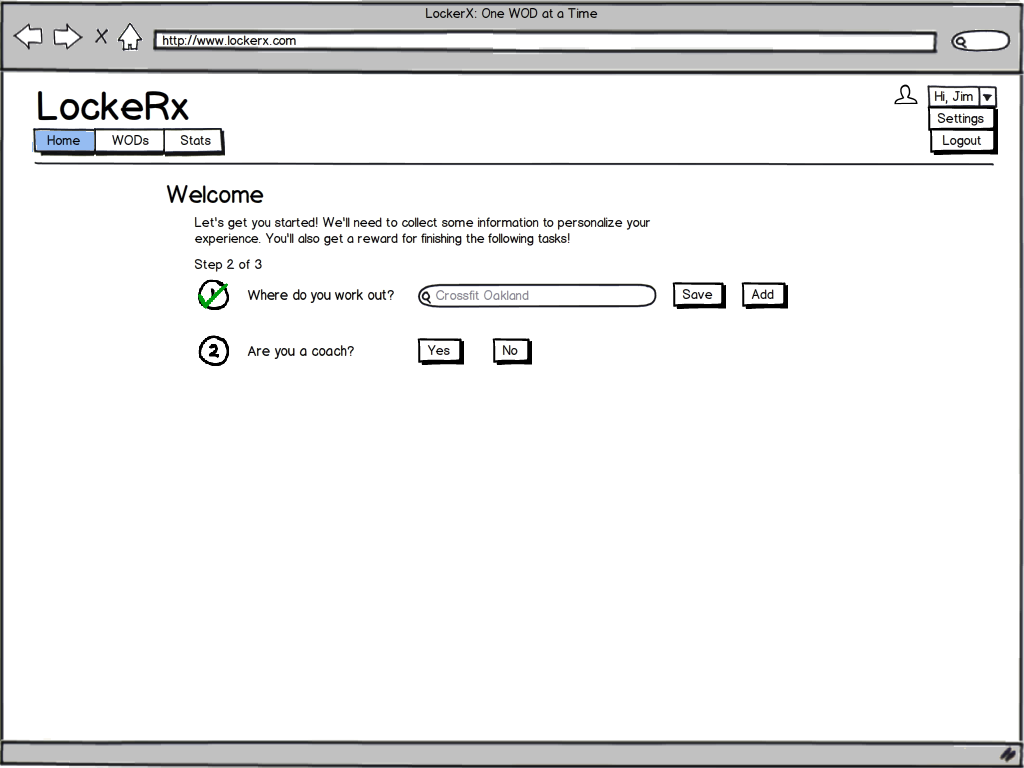 LockerX: One WOD at a Time
http://www.lockerx.com
LockeRx
Hi, Jim
Settings
Logout
Home WODs Stats
Welcome
Let's get you started! We'll need to collect some information to personalize your
experience. You'll also get a reward for finishing the following tasks!
Step 2 of 3
1 Where do you work out? Crossfit Oakland Save Add
2 Are you a coach? Yes No